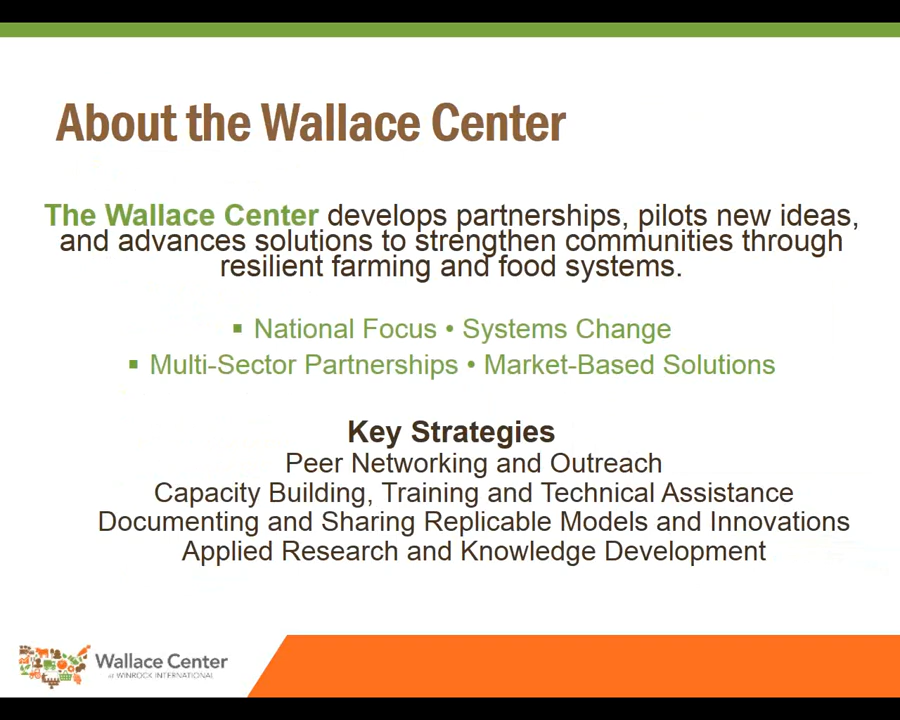 About the Wallace Center
The Wallace Center develops partnerships, pilots new ideas,
and advances solutions to strengthen communities through
resilient farming and food systems.
▪ National Focus • Systems Change
▪ Multi-Sector Partnerships • Market-Based Solutions
Key Strategies
Peer Networking and Outreach
Capacity Building, Training and Technical Assistance
Documenting and Sharing Replicable Models and Innovations
Applied Research and Knowledge Development
Wallace Center
at WINROCK INTERNATIONAL